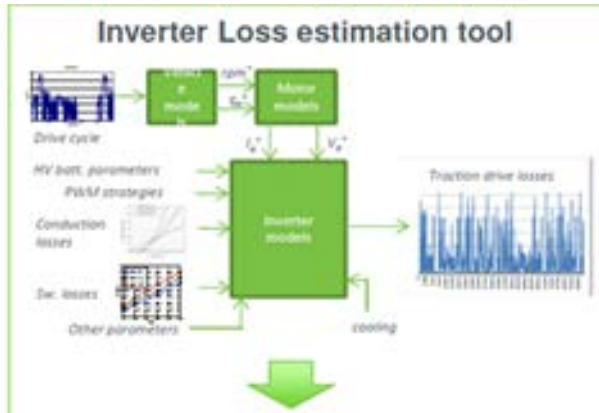 Inverter Loss estimation tool
rpm*
models
Motor
models
Drive cycle
HV batt. parameters
PWM strategies
Conduction
losses
Inverter
models
Traction drive losses
Sw. losses
Other parameters
cooling